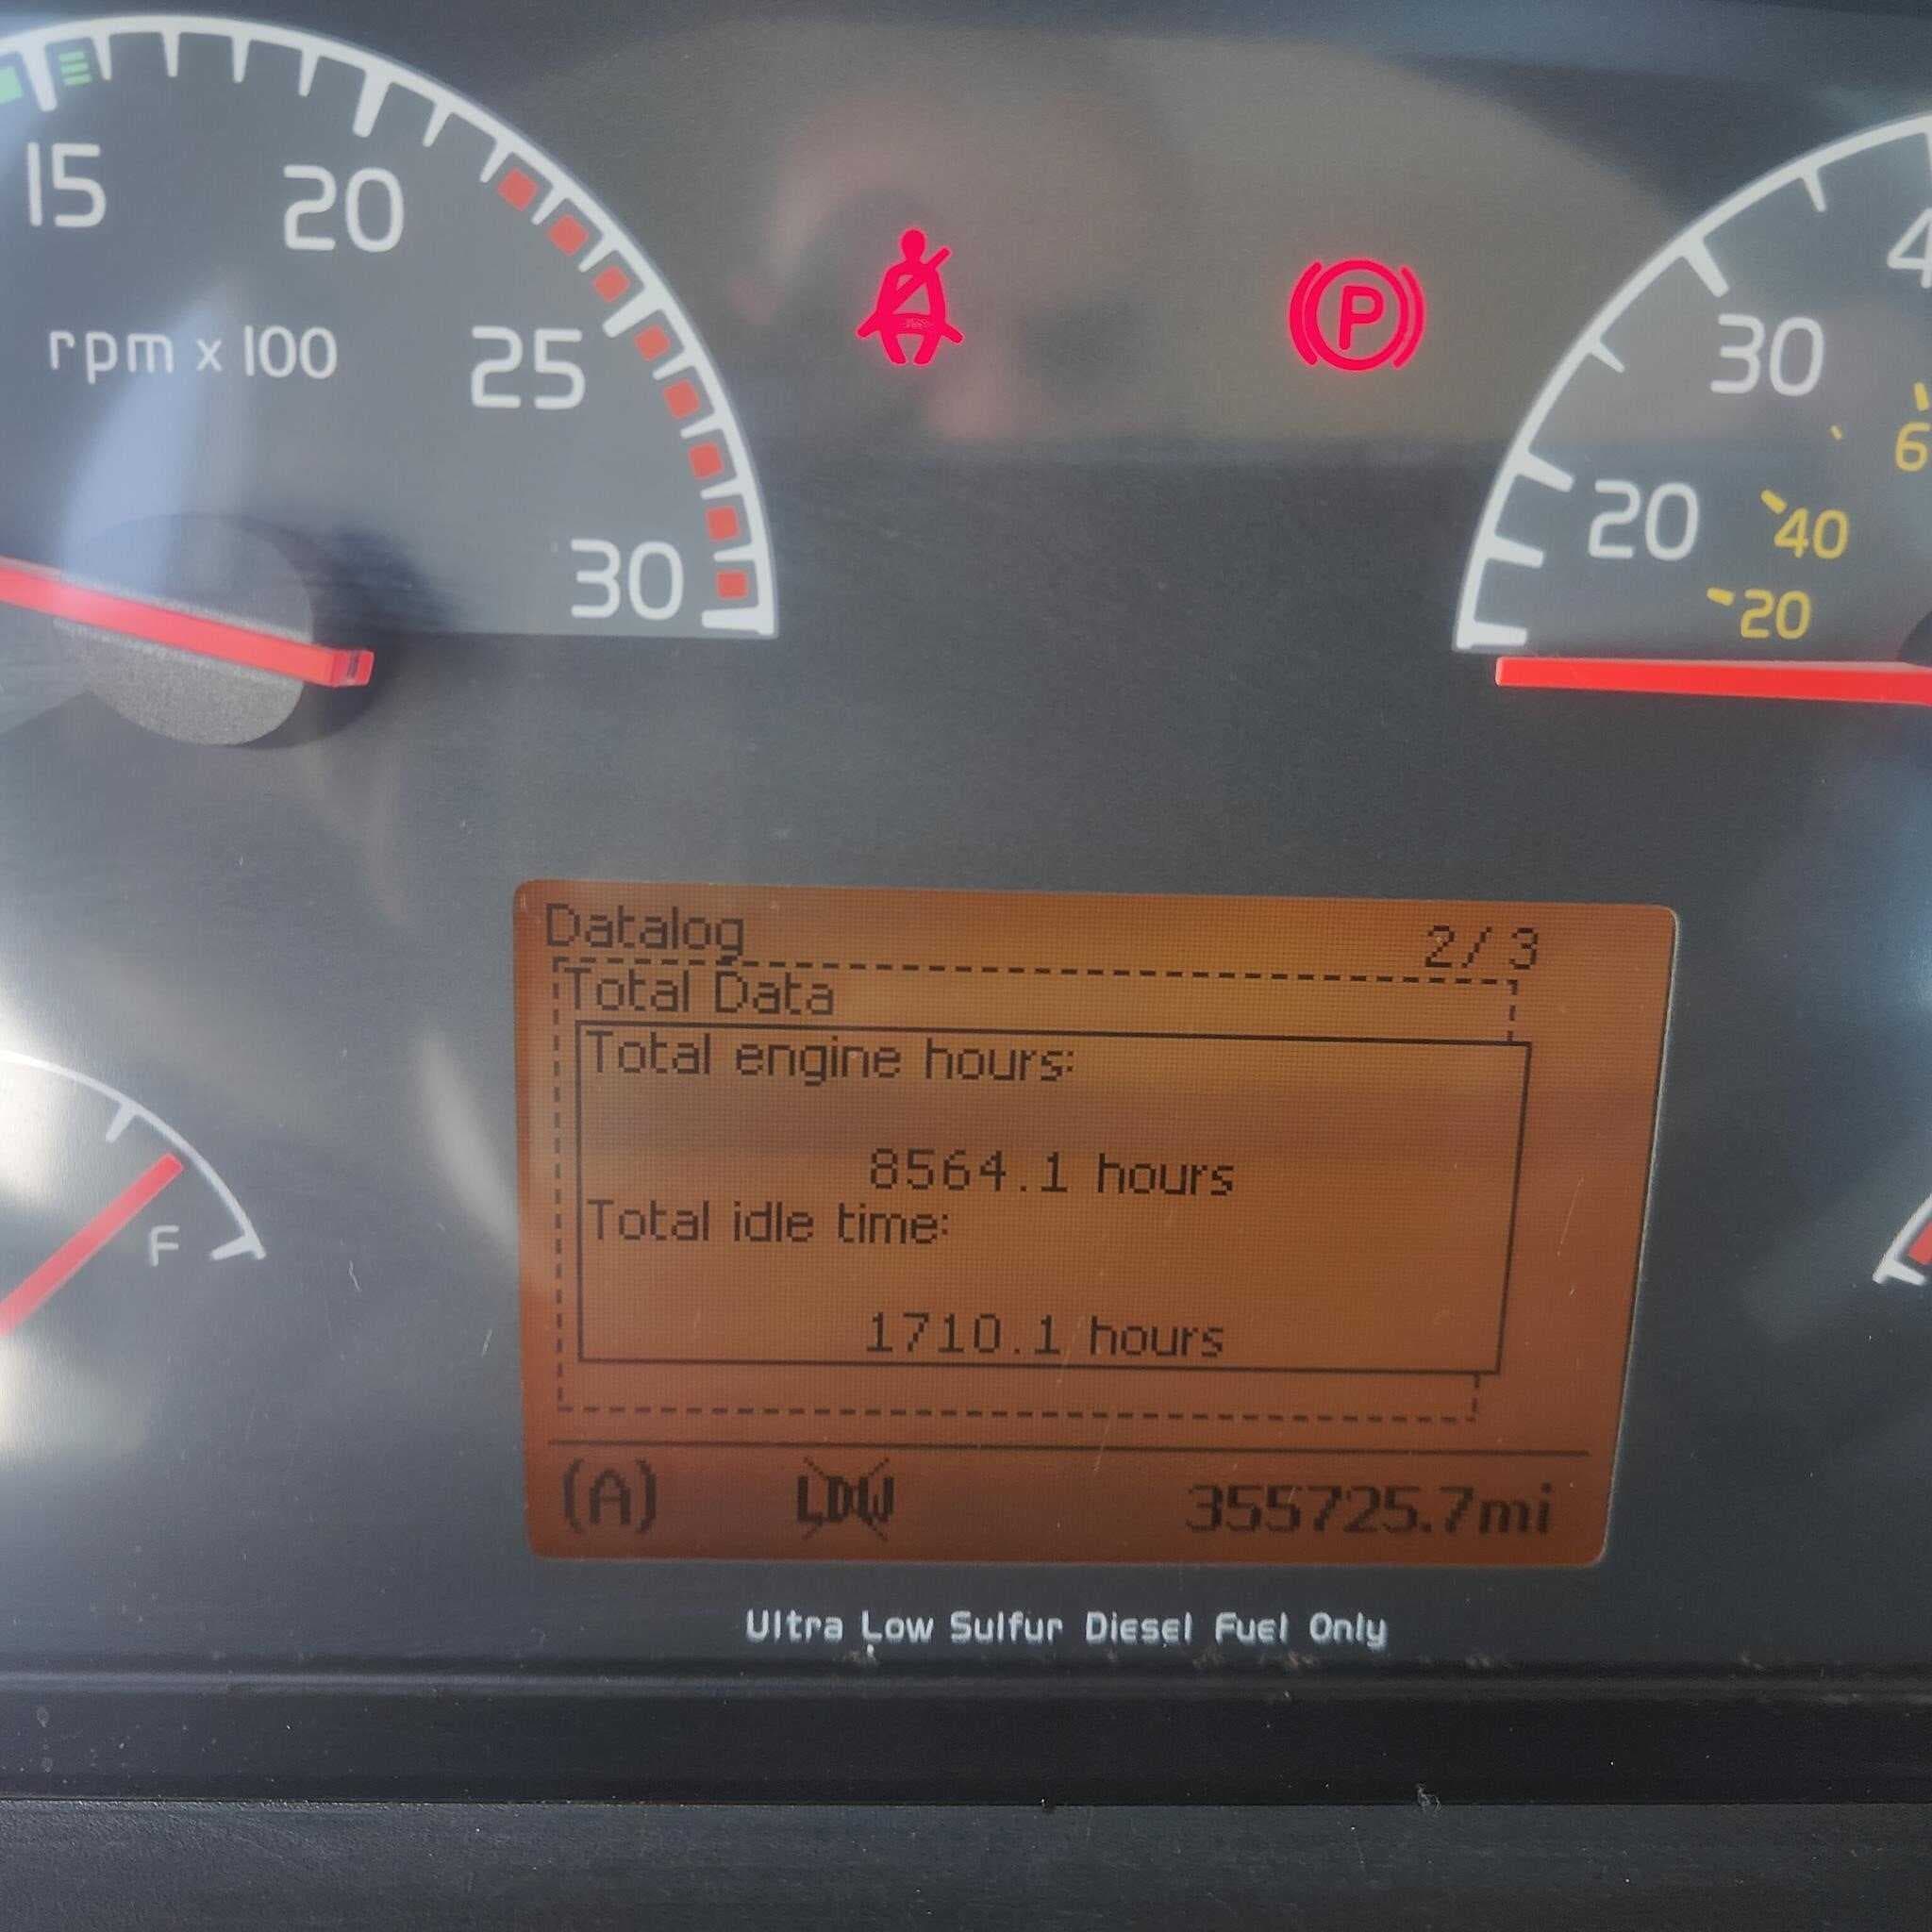 15
20
rpm x 100
25
30
P
30
20
40
20
F
Datalog 2/3
Total Data
Total engine hours:
8564.1 hours
Total idle time:
1710.1 hours
(A) LDW 355725.7mi
Ultra Low Sulfur Diesel Fuel Only